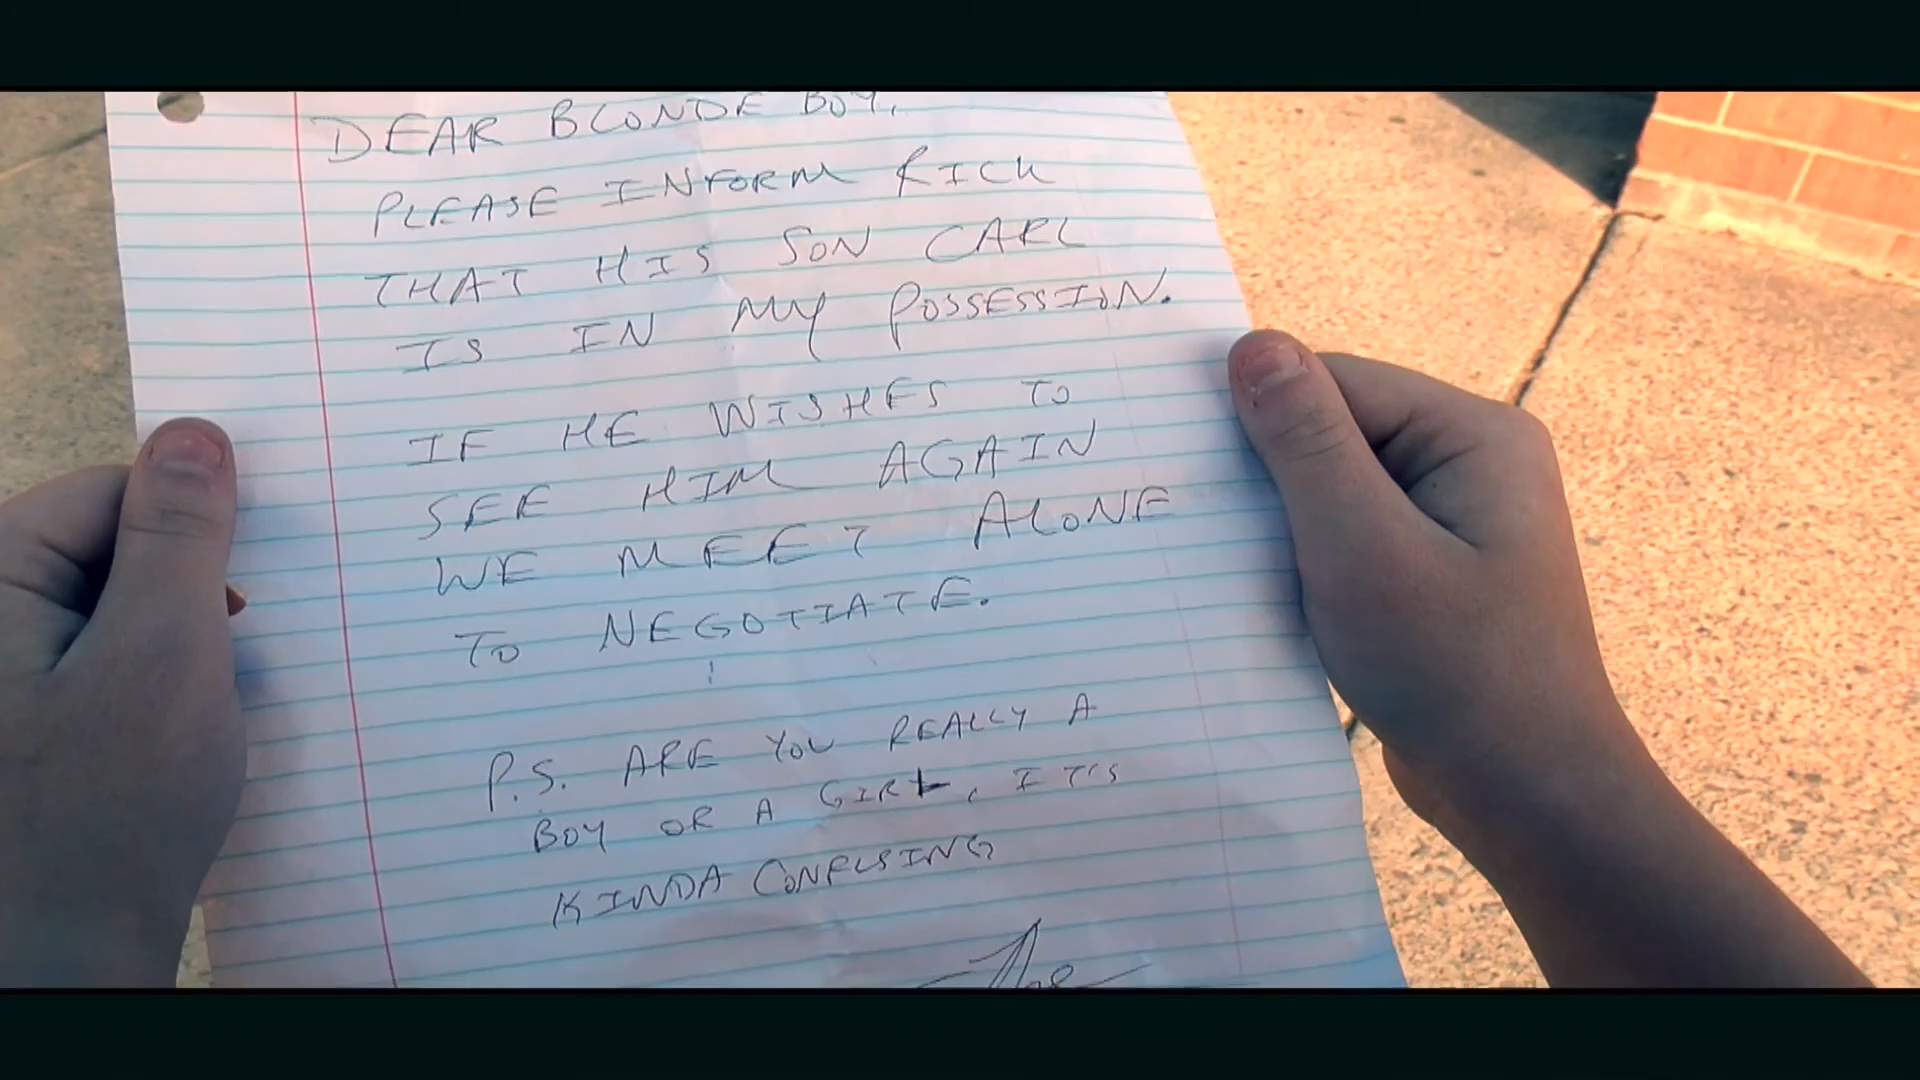 DEAR BLONDE BOY,
PLEASE INFORM RICK
THAT HIS SON CARL
IS IN MY POSSESSION.
IF HE WISHES TO
SEE HIM AGAIN
WE MEET ALONE
TO NEGOTIATE.
P.S. ARE YOU REALLY A
BOY OR A GIRL, IT'S
KINDA CONFUSING
The